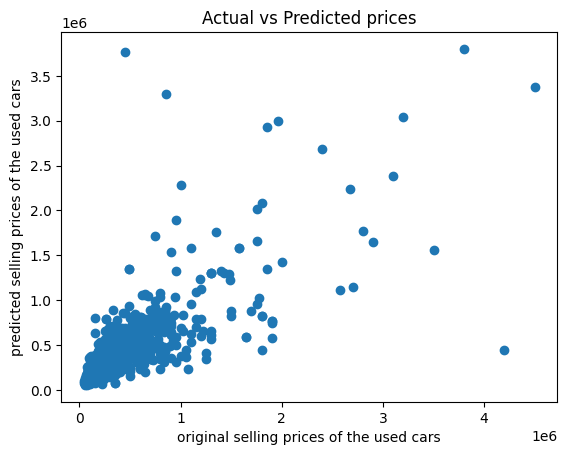 Actual vs Predicted prices
1e6
predicted selling prices of the used cars
3.5
3.0
2.5
2.0
1.5
1.0
0.5
0.0
0 1 2 3 4
original selling prices of the used cars
1e6